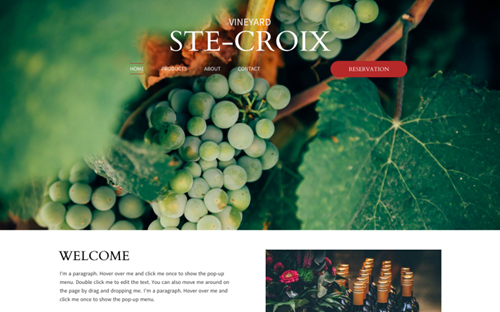 VINEYARD
STE-CROIX
HOME PRODUCTS ABOUT CONTACT RESERVATION
WELCOME
I'm a paragraph. Hover over me and click me once to show the pop-up
menu. Double click me to edit the text. You can also move me around on
the page by drag and dropping me. I'm a paragraph. Hover over me and
click me once to show the pop-up menu.